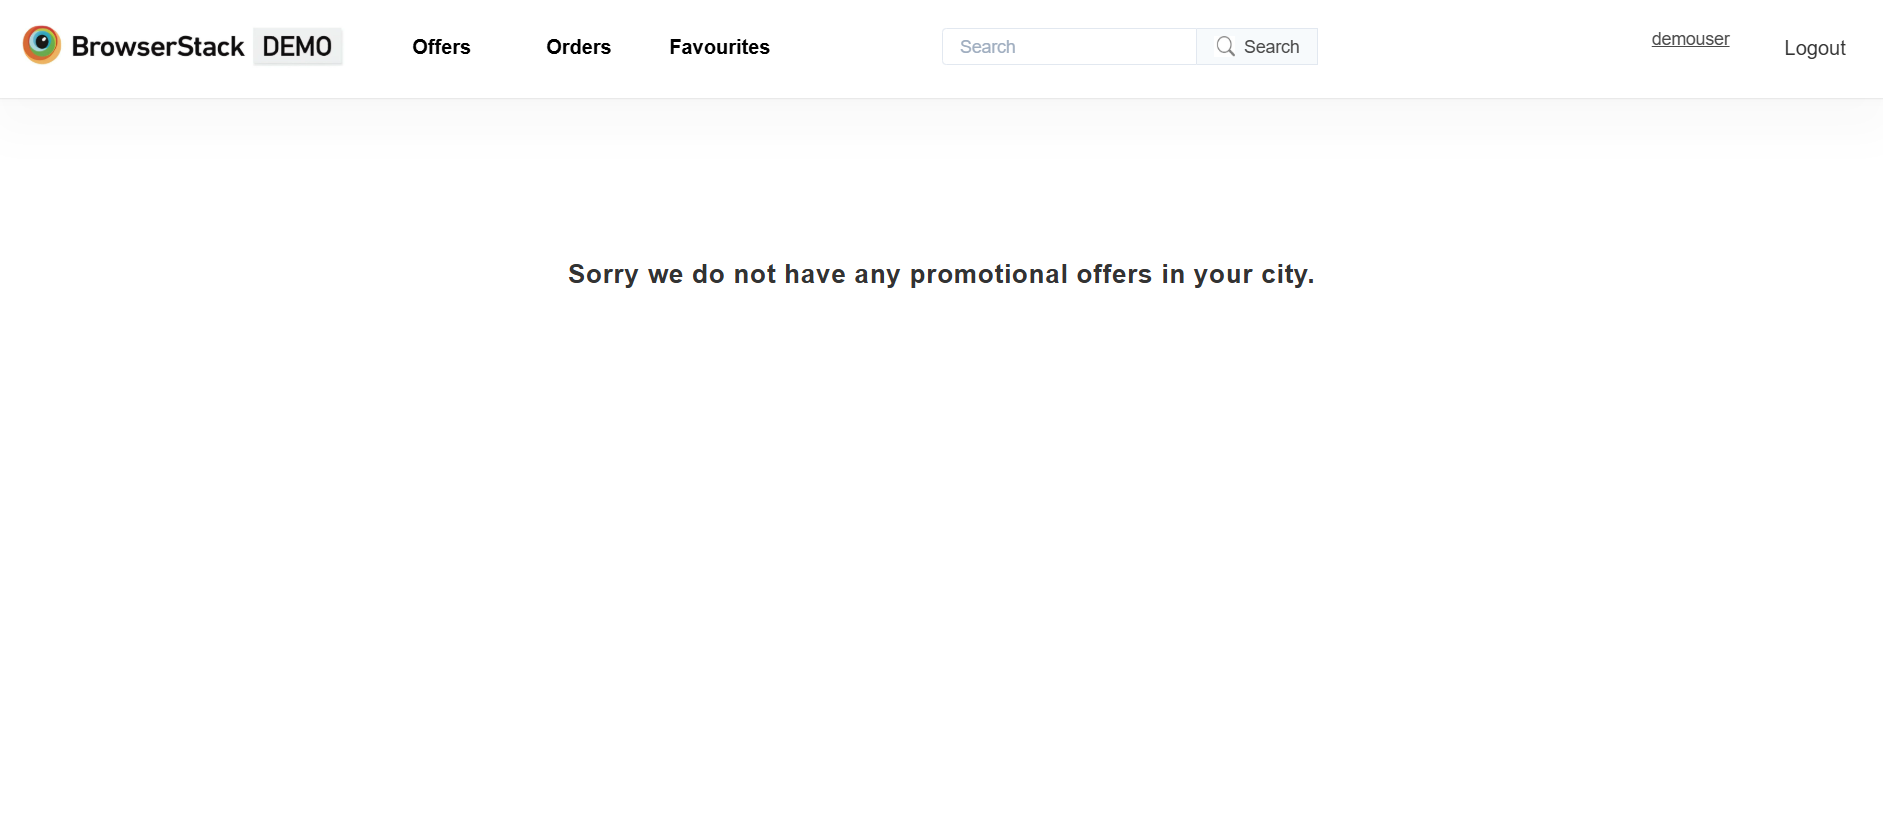 BrowserStack DEMO
Offers
Orders
Favourites
Search
Search
demouser
Logout
Sorry we do not have any promotional offers in your city.